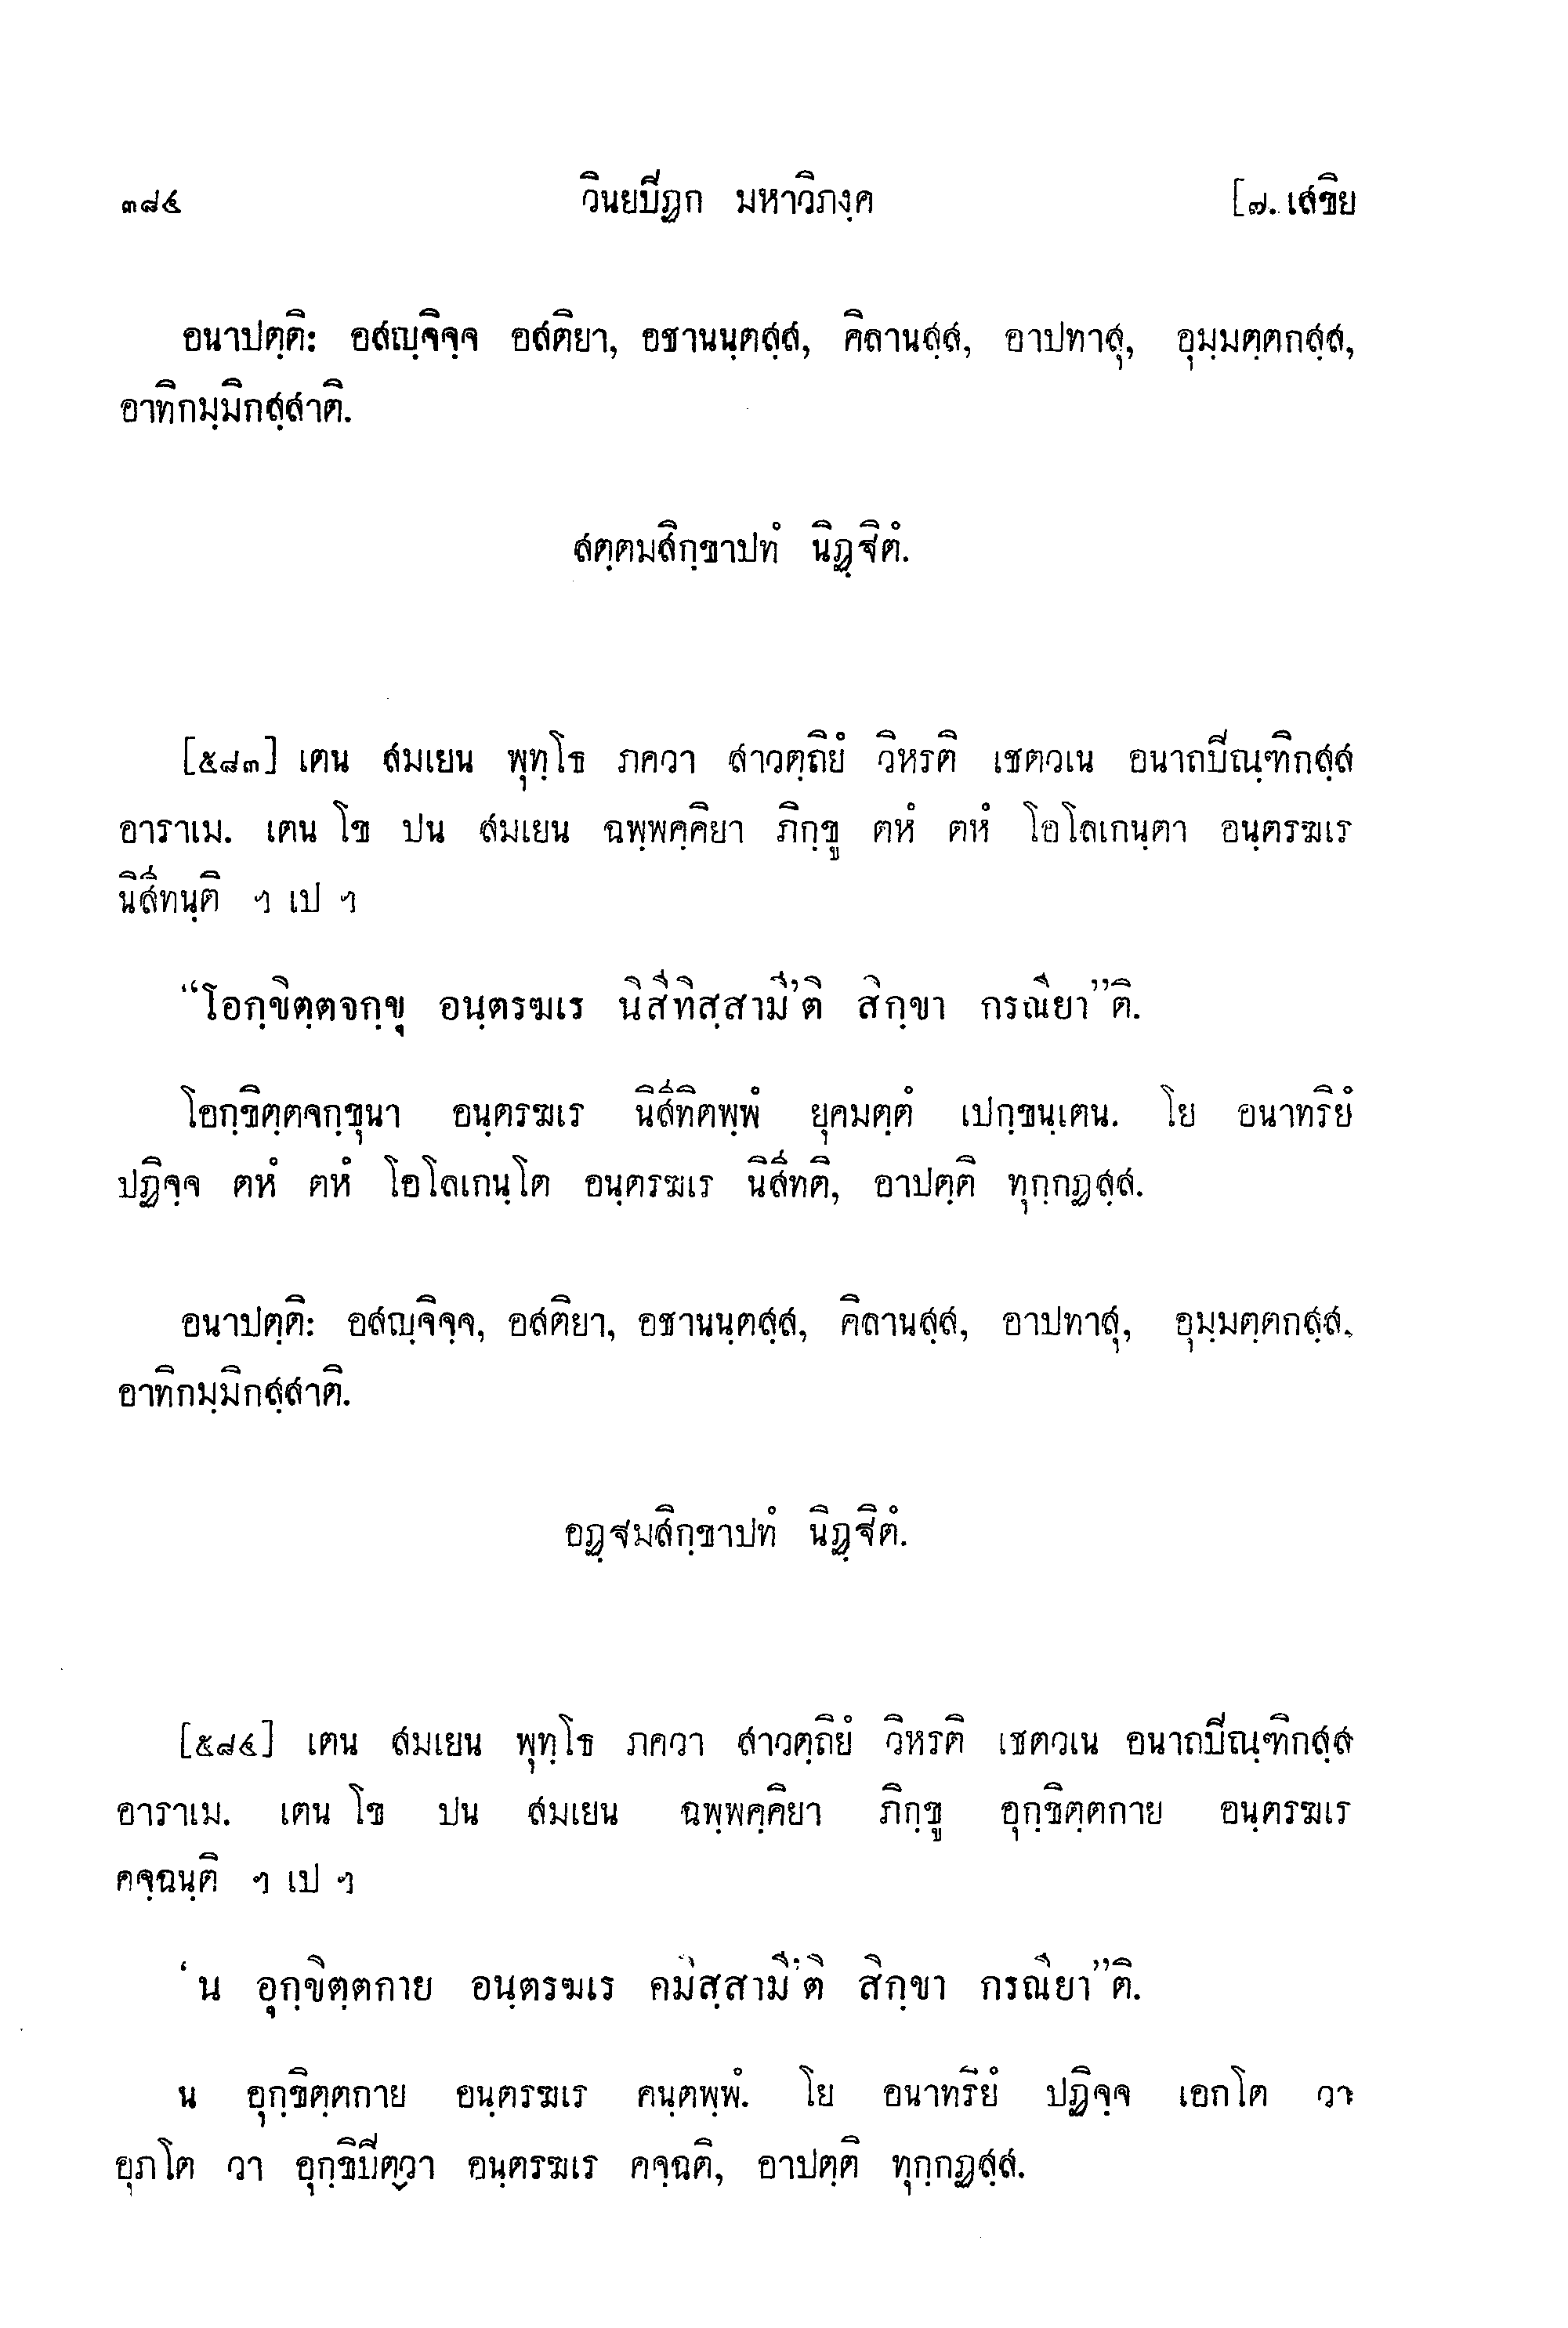 ๓๘๔ วินยปิฏก มหาวิภงฺค [๗. เสขิย
อนาปตฺติ: อสญฺจิจฺจ อสติยา, อชานนฺตสฺส, คิลานสฺส, อาปทาสุ, อุมฺมตฺตกสฺส,
อาทิกมฺมิกสฺสาติ.
สตฺตมสิกฺขาปทํ นิฏฺฐิตํ.
[๕๘๓] เตน สมเยน พุทฺโธ ภควา สาวตฺถิยํ วิหรติ เชตวเน อนาถปิณฺฑิกสฺส
อาราเม. เตน โข ปน สมเยน ฉพฺพคฺคิยา ภิกฺขู ตหํ ตหํ โอโลเกนฺตา อนฺตรฆเร
นิสีทนฺติ ฯ เป ฯ
“โอกฺขิตฺตจกฺขุ อนฺตรฆเร นิสีทิสฺสามี’ติ สิกฺขา กรณียา”ติ.
โอกฺขิตฺตจกฺขุนา อนฺตรฆเร นิสีทิตพฺพํ ยุคมตฺตํ เปกฺขนฺเตน. โย อนาทริยํ
ปฏิจฺจ ตหํ ตหํ โอโลเกนฺโต อนฺตรฆเร นิสีทติ, อาปตฺติ ทุกฺกฏสฺส.
อนาปตฺติ: อสญฺจิจฺจ, อสติยา, อชานนฺตสฺส, คิลานสฺส, อาปทาสุ, อุมฺมตฺตกสฺส,
อาทิกมฺมิกสฺสาติ.
อฏฺฐมสิกฺขาปทํ นิฏฺฐิตํ.
[๕๘๔] เตน สมเยน พุทฺโธ ภควา สาวตฺถิยํ วิหรติ เชตวเน อนาถปิณฺฑิกสฺส
อาราเม. เตน โข ปน สมเยน ฉพฺพคฺคิยา ภิกฺขู อุกฺขิตฺตกาย อนฺตรฆเร
คจฺฉนฺติ ฯ เป ฯ
‘น อุกฺขิตฺตกาย อนฺตรฆเร คมิสฺสามี’ติ สิกฺขา กรณียา”ติ.
น อุกฺขิตฺตกาย อนฺตรฆเร คนฺตพฺพํ. โย อนาทริยํ ปฏิจฺจ เอกโต วา
อุภโต วา อุกฺขิปิตฺวา อนฺตรฆเร คจฺฉติ, อาปตฺติ ทุกฺกฏสฺส.